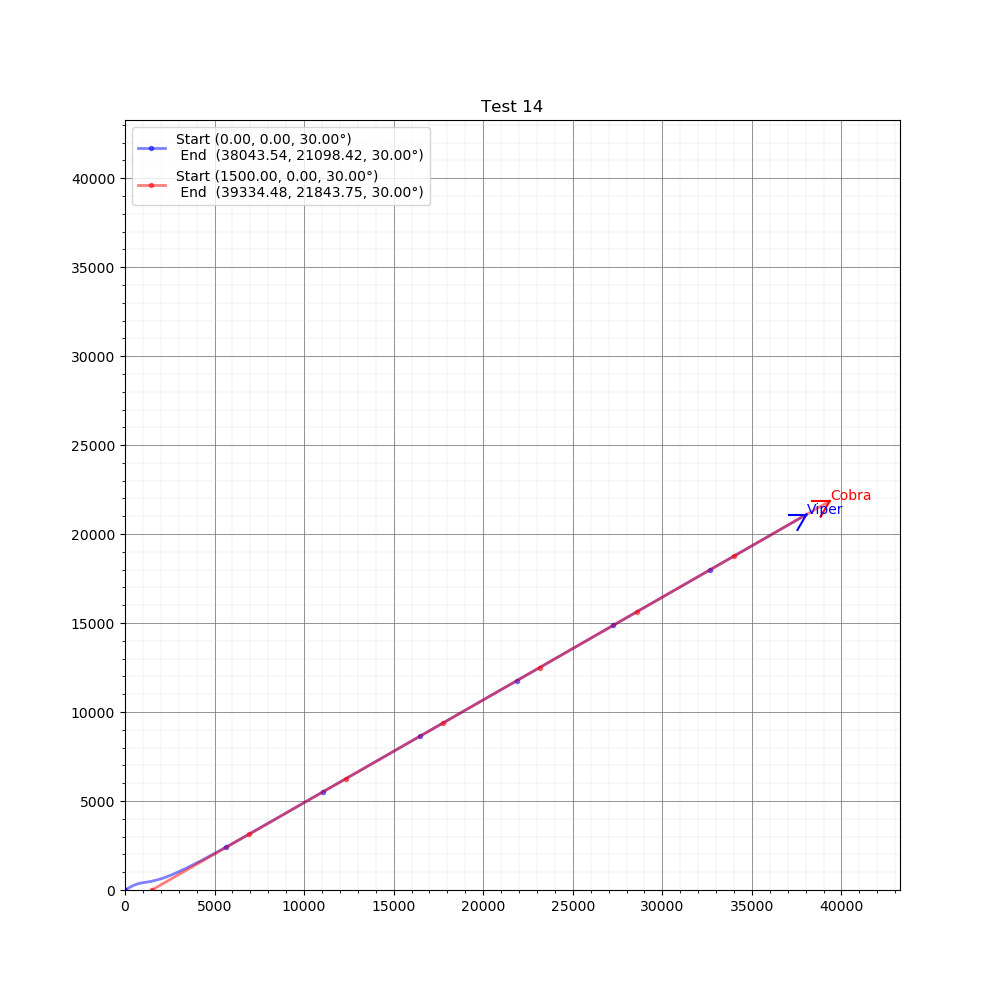 Test 14
Start (0.00, 0.00, 30.00°)
End  (38043.54, 21098.42, 30.00°)
Start (1500.00, 0.00, 30.00°)
End  (39334.48, 21843.75, 30.00°)
40000
35000
30000
25000
20000
15000
10000
5000
0
Cobra
Viper
0 5000 10000 15000 20000 25000 30000 35000 40000